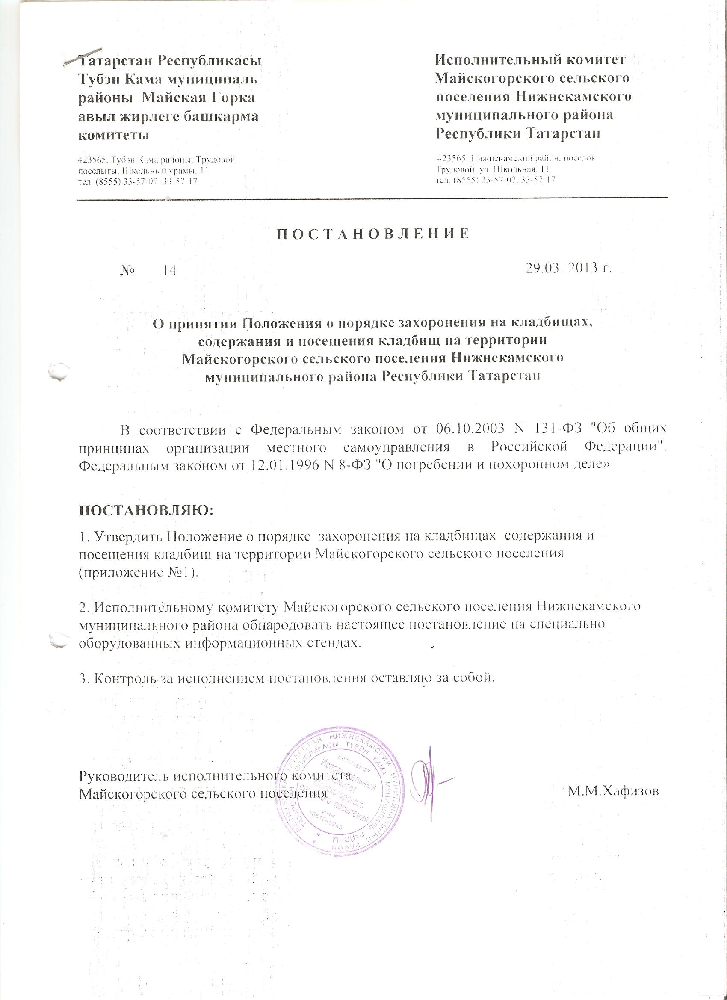 Татарстан Республикасы
Тубэн Кама муниципаль
районы Майская Горка
авыл жирлеге башкарма
комитеты
423565, Тубэн Кама районы, Трудовой
поселыгы, Школьный урамы, 11
тел. (8555) 33-57-07, 33-57-17
Исполнительный комитет
Майскогорского сельского
поселения Нижнекамского
муниципального района
Республики Татарстан
423565, Нижнекамский район, поселок
Трудовой, ул. Школьная, 11
тел. (8555) 33-57-07, 33-57-17
П О С Т А Н О В Л Е Н И Е
№ 14
29.03. 2013 г.
О принятии Положения о порядке захоронения на кладбищах,
содержания и посещения кладбищ на территории
Майскогорского сельского поселения Нижнекамского
муниципального района Республики Татарстан
В соответствии с Федеральным законом от 06.10.2003 N 131-ФЗ "Об общих
принципах организации местного самоуправления в Российской Федерации".
Федеральным законом от 12.01.1996 N 8-ФЗ "О погребении и похоронном деле»
ПОСТАНОВЛЯЮ:
1. Утвердить Положение о порядке захоронения на кладбищах содержания и
посещения кладбищ на территории Майскогорского сельского поселения
(приложение №1).
2. Исполнительному комитету Майскогорского сельского поселения Нижнекамского
муниципального района обнародовать настоящее постановление на специально
оборудованных информационных стендах.
3. Контроль за исполнением постановления оставляю за собой.
Руководитель исполнительного комитета
Майскогорского сельского поселения
М.М.Хафизов
РЕСПУБЛИКА ТАТАРСТАН НИЖНЕКАМСКИЙ МУНИЦИПАЛЬНЫЙ РАЙОН
ТАТАРСТАН РЕСПУБЛИКАСЫ ТҮБӘН КАМА МУНИЦИПАЛЬ РАЙОНЫ
Исполнительный
комитет
Майскогорского
сельского поселения
ИНН
1651045243